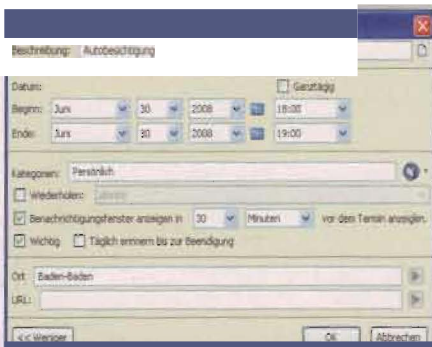 Beschreibung: Autobesichtigung
Datum: Ganztägig
Beginn: Juni 30 2008 18:00
Ende: Juni 30 2008 19:00
Kategorien: Persönlich
Wiederholen:
Benachrichtigungsfenster anzeigen in 30 Minuten vor dem Termin anzeigen.
Wichtig Täglich erinnern bis zur Beendigung
Ort: Baden-Baden
URL:
<< Weniger OK Abbrechen